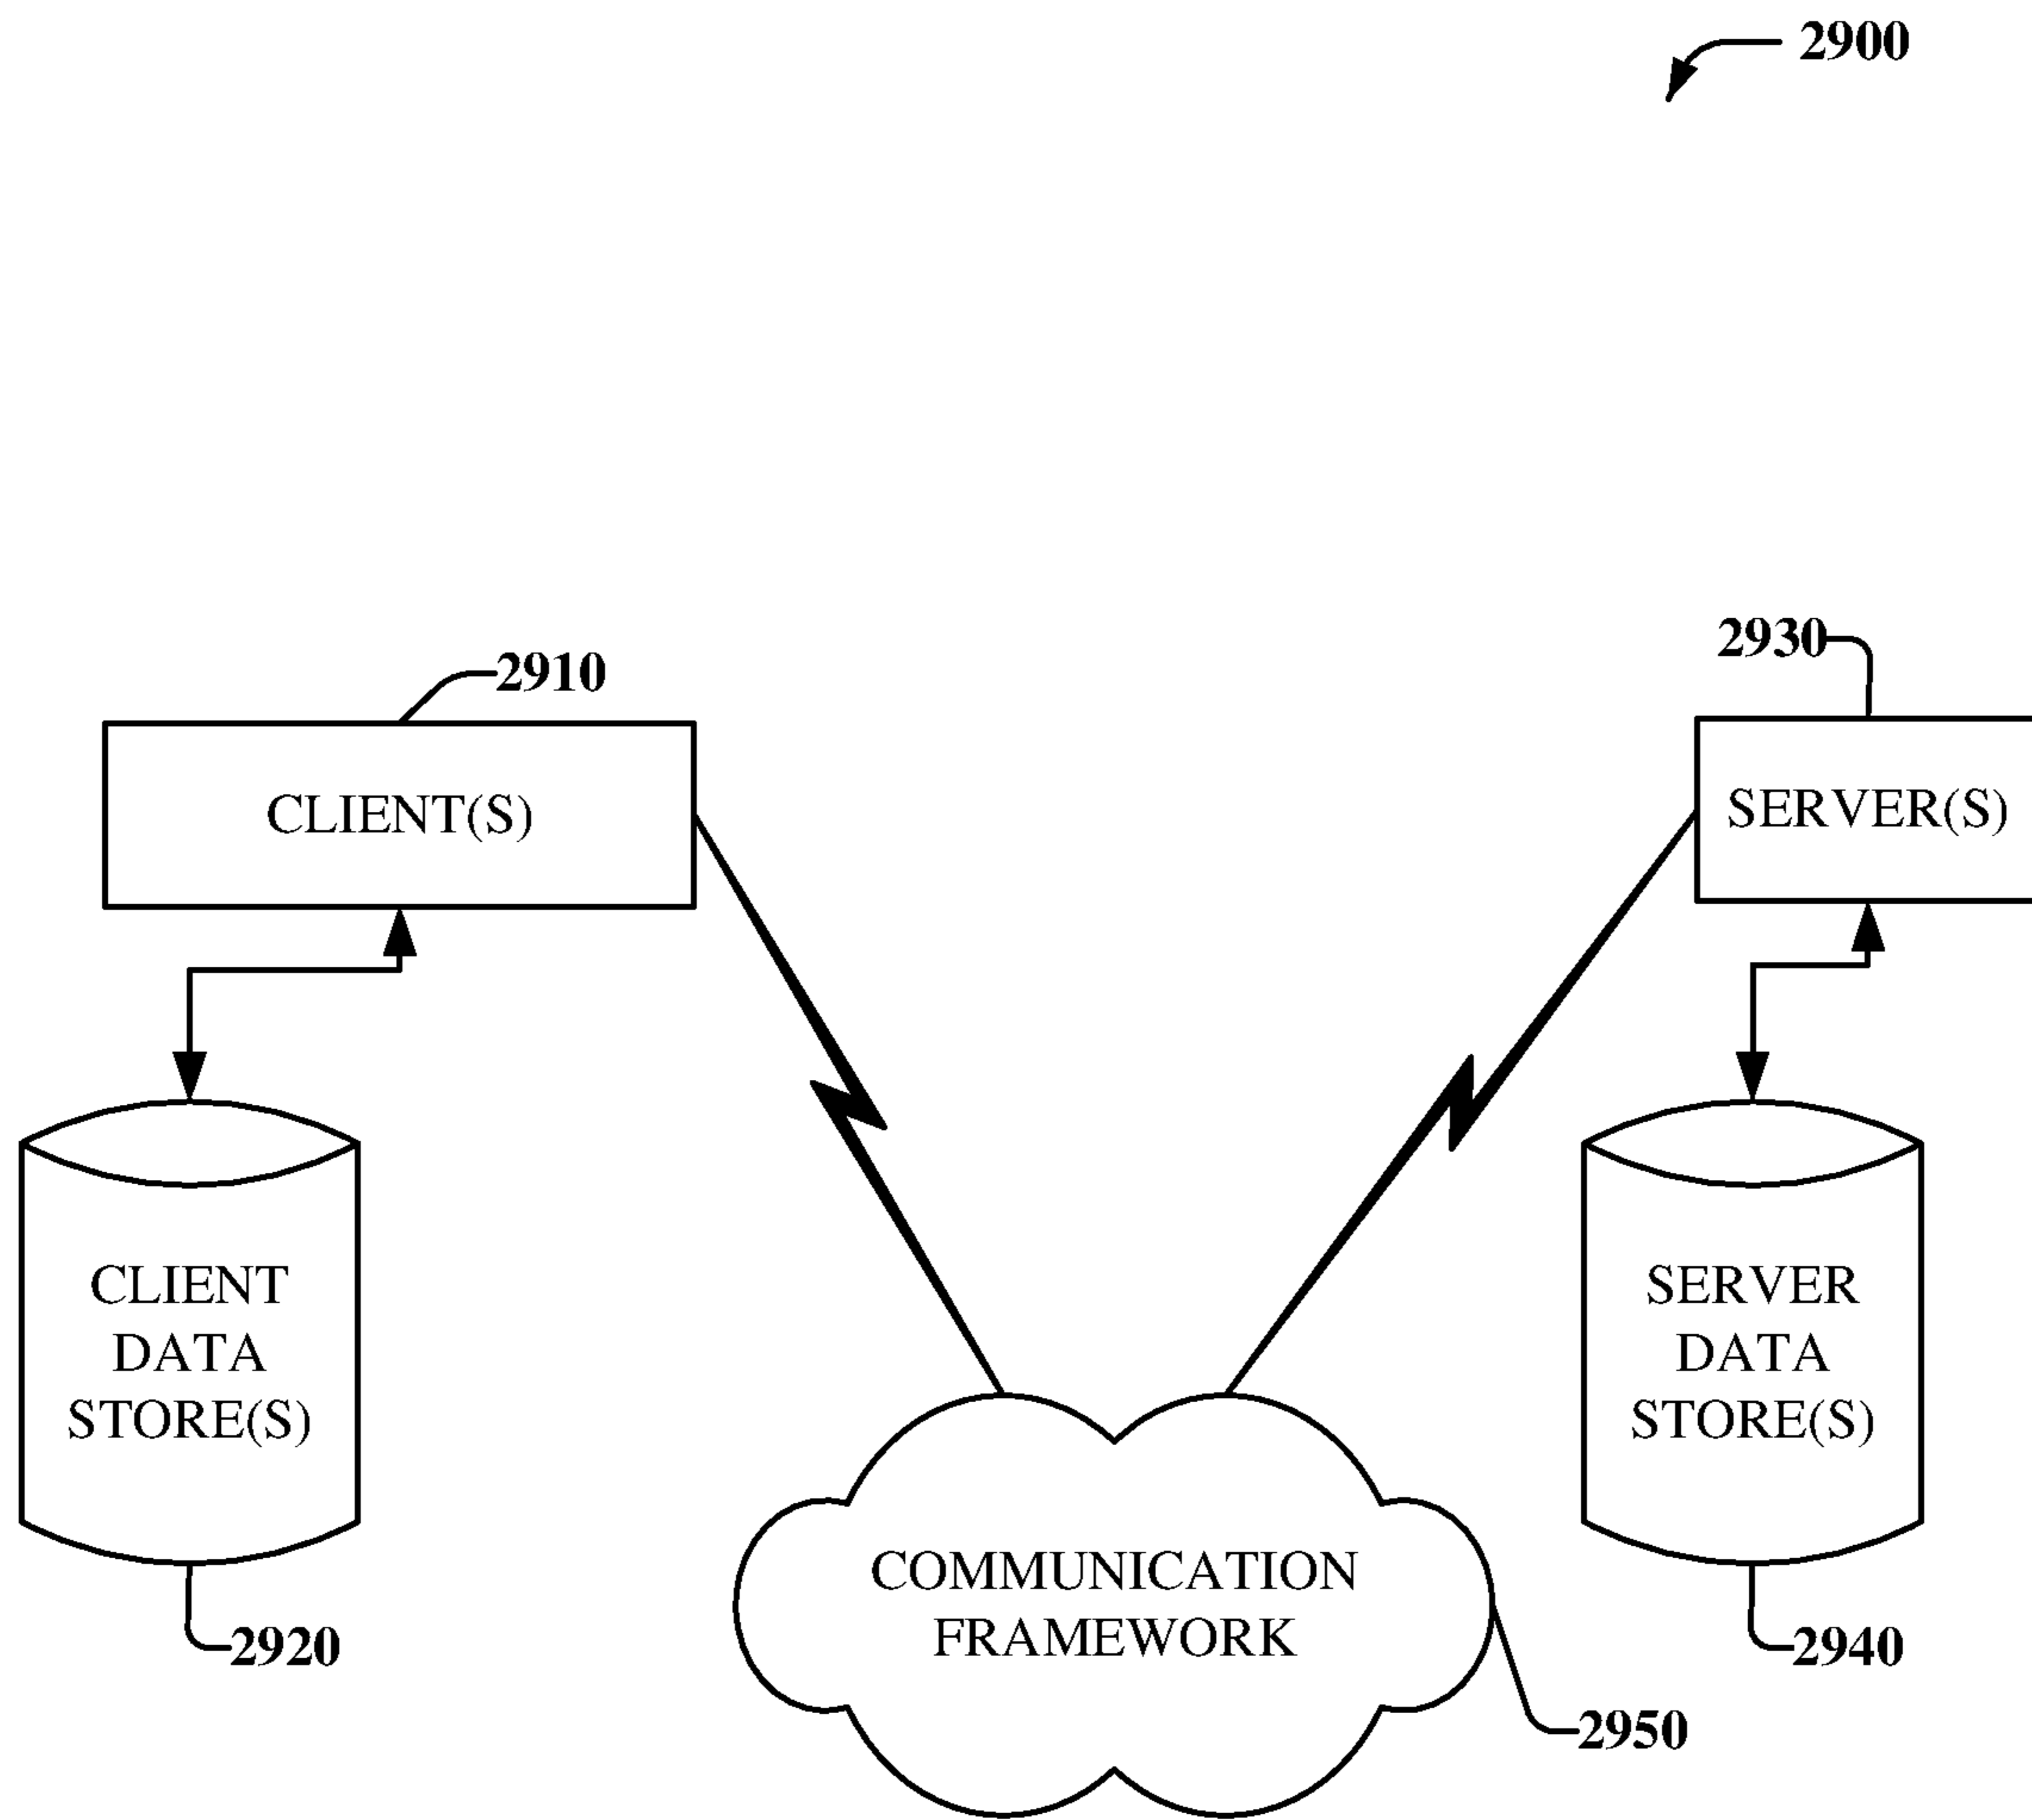 2900
2910
2930
CLIENT(S)
SERVER(S)
CLIENT
DATA
STORE(S)
SERVER
DATA
STORE(S)
COMMUNICATION
FRAMEWORK
2920
2940
2950